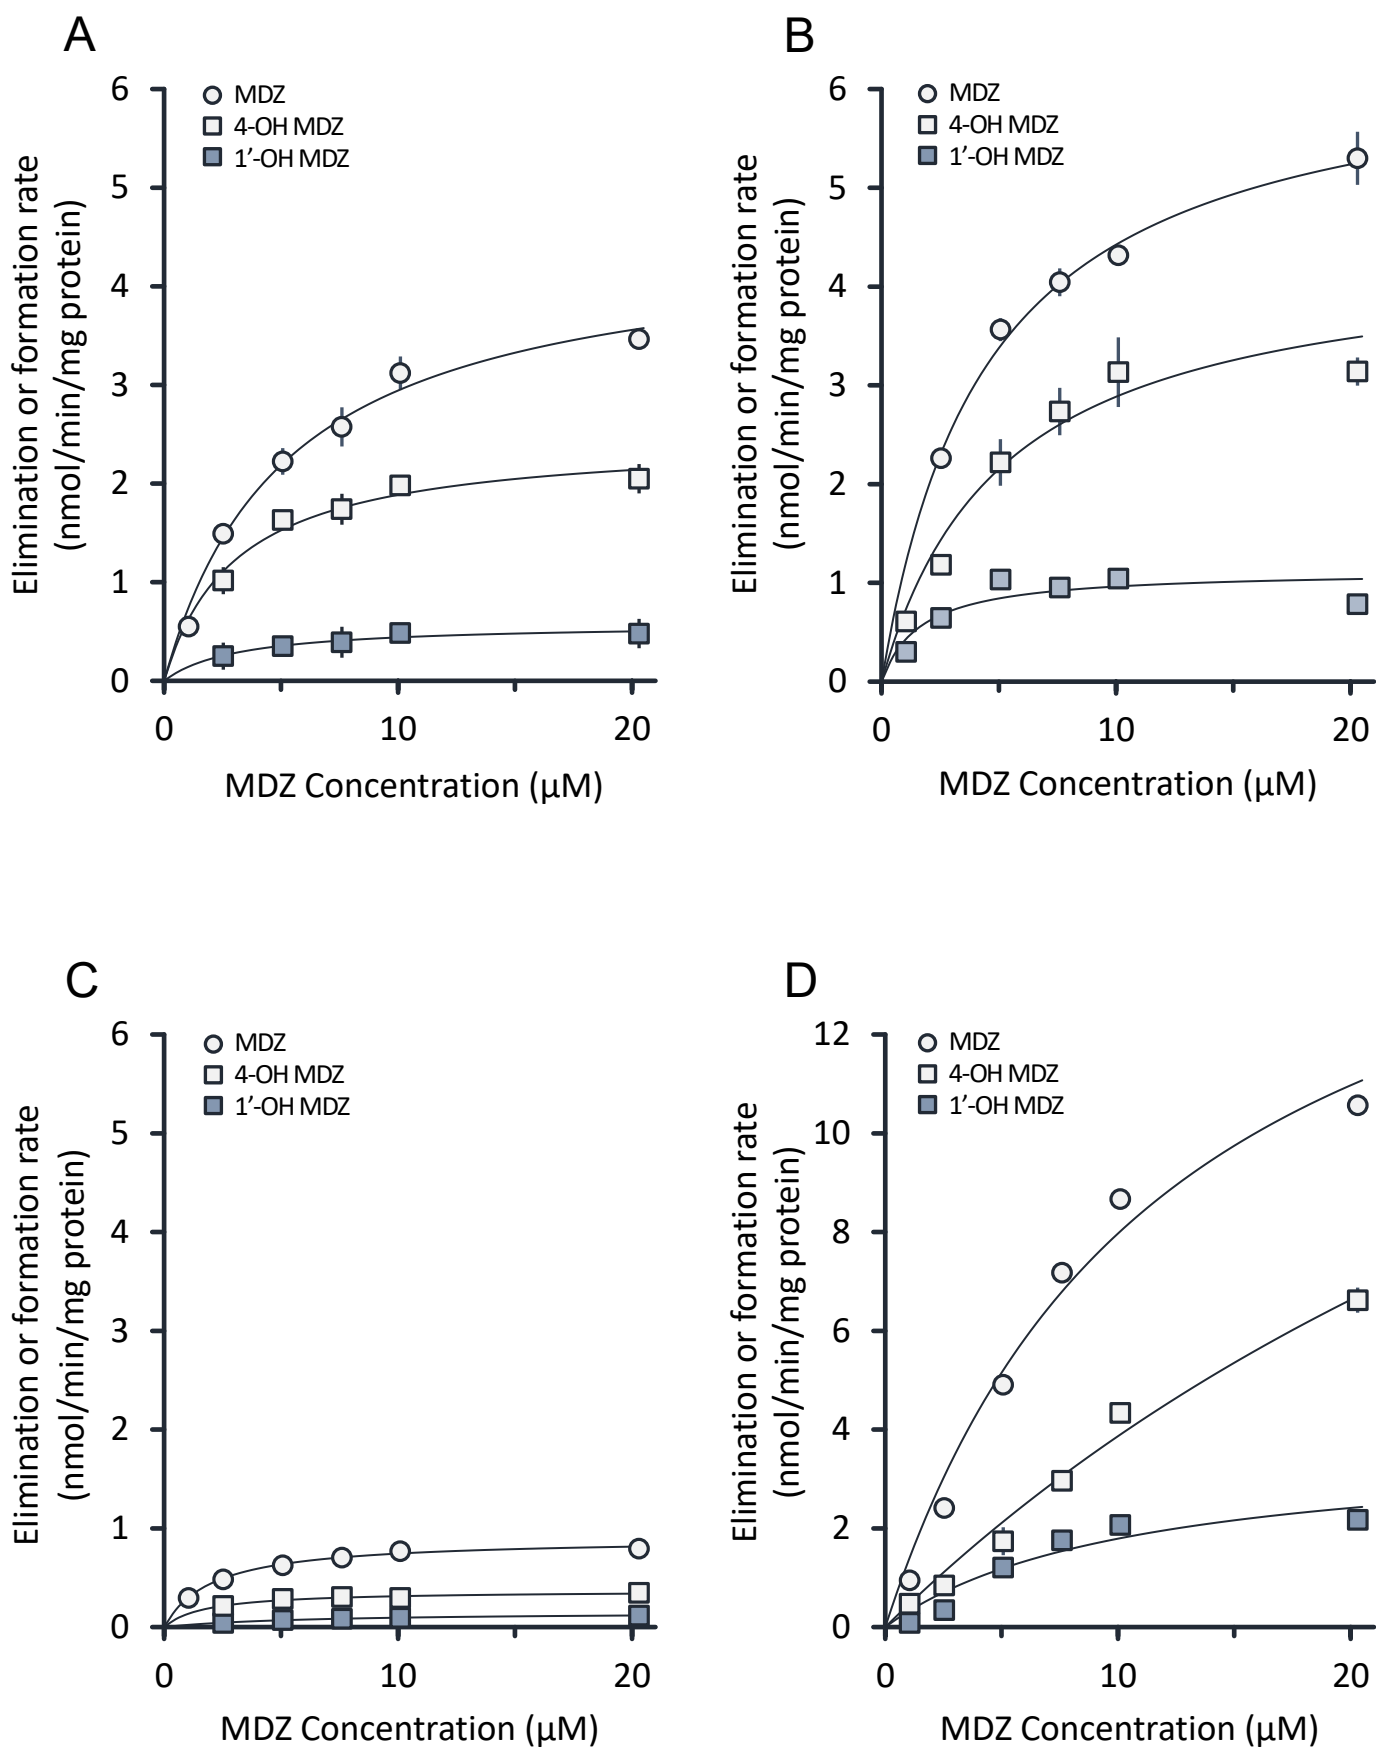 A
6
5
4
3
2
1
0
MDZ
4-OH MDZ
1’-OH MDZ
Elimination or formation rate
(nmol/min/mg protein)
0 10 20
MDZ Concentration (µM)
B
6
5
4
3
2
1
0
MDZ
4-OH MDZ
1’-OH MDZ
Elimination or formation rate
(nmol/min/mg protein)
0 10 20
MDZ Concentration (µM)
C
6
5
4
3
2
1
0
MDZ
4-OH MDZ
1’-OH MDZ
Elimination or formation rate
(nmol/min/mg protein)
0 10 20
MDZ Concentration (µM)
D
12
10
8
6
4
2
0
MDZ
4-OH MDZ
1’-OH MDZ
Elimination or formation rate
(nmol/min/mg protein)
0 10 20
MDZ Concentration (µM)